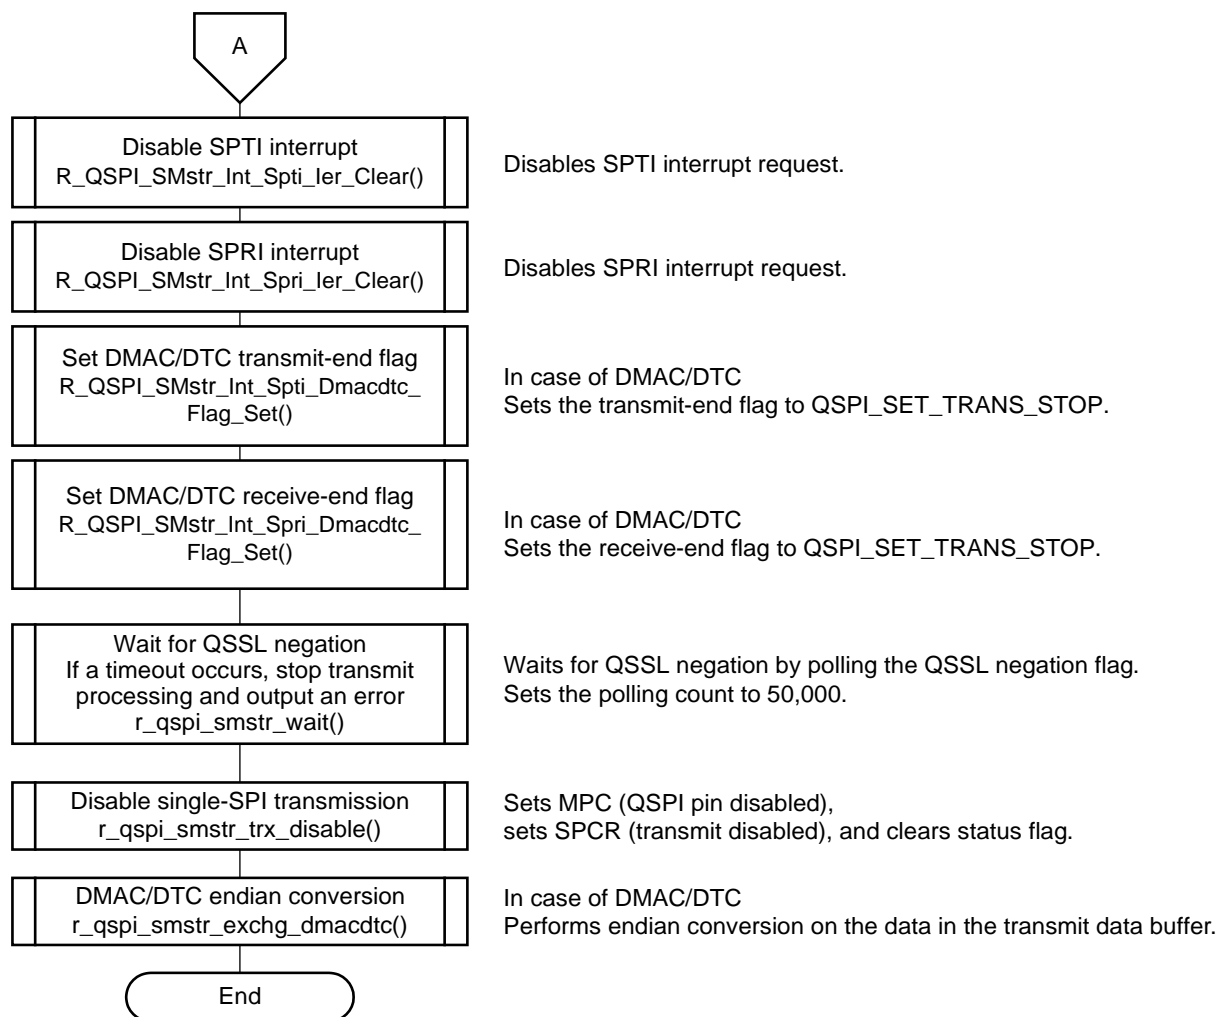 A
Disable SPTI interrupt
R_QSPI_SMstr_Int_Spti_Ier_Clear()
Disables SPTI interrupt request.
Disable SPRI interrupt
R_QSPI_SMstr_Int_Spri_Ier_Clear()
Disables SPRI interrupt request.
Set DMAC/DTC transmit-end flag
R_QSPI_SMstr_Int_Spti_Dmacdtc_
Flag_Set()
In case of DMAC/DTC
Sets the transmit-end flag to QSPI_SET_TRANS_STOP.
Set DMAC/DTC receive-end flag
R_QSPI_SMstr_Int_Spri_Dmacdtc_
Flag_Set()
In case of DMAC/DTC
Sets the receive-end flag to QSPI_SET_TRANS_STOP.
Wait for QSSL negation
If a timeout occurs, stop transmit
processing and output an error
r_qspi_smstr_wait()
Waits for QSSL negation by polling the QSSL negation flag.
Sets the polling count to 50,000.
Disable single-SPI transmission
r_qspi_smstr_trx_disable()
Sets MPC (QSPI pin disabled),
sets SPCR (transmit disabled), and clears status flag.
DMAC/DTC endian conversion
r_qspi_smstr_exchg_dmacdtc()
In case of DMAC/DTC
Performs endian conversion on the data in the transmit data buffer.
End